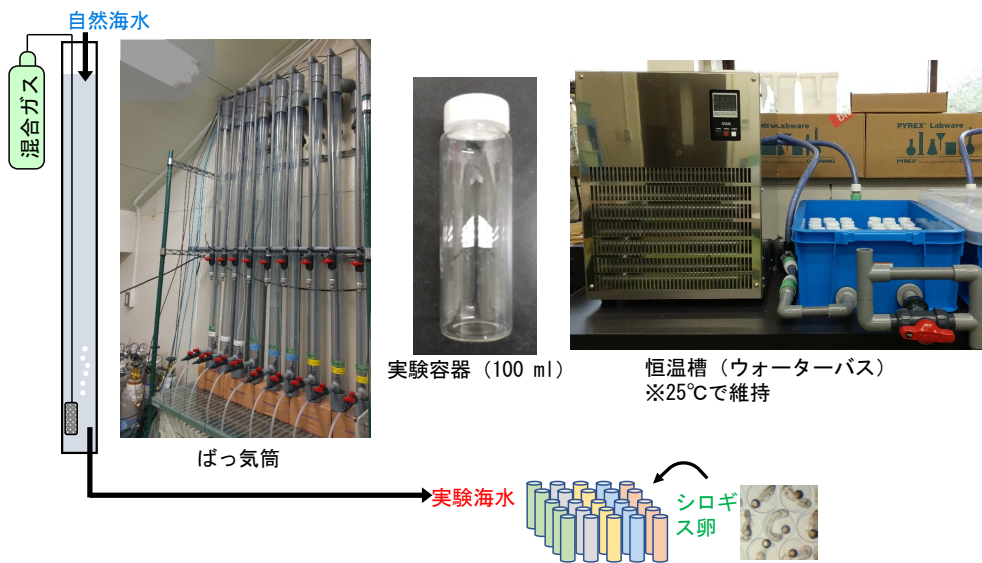 自然海水
混合ガス
ばっ気筒
実験容器（100 ml）
PYREX® Labware
PYREX®
CORNING
恒温槽（ウォーターバス）
※25℃で維持
実験海水
シロギ
ス卵